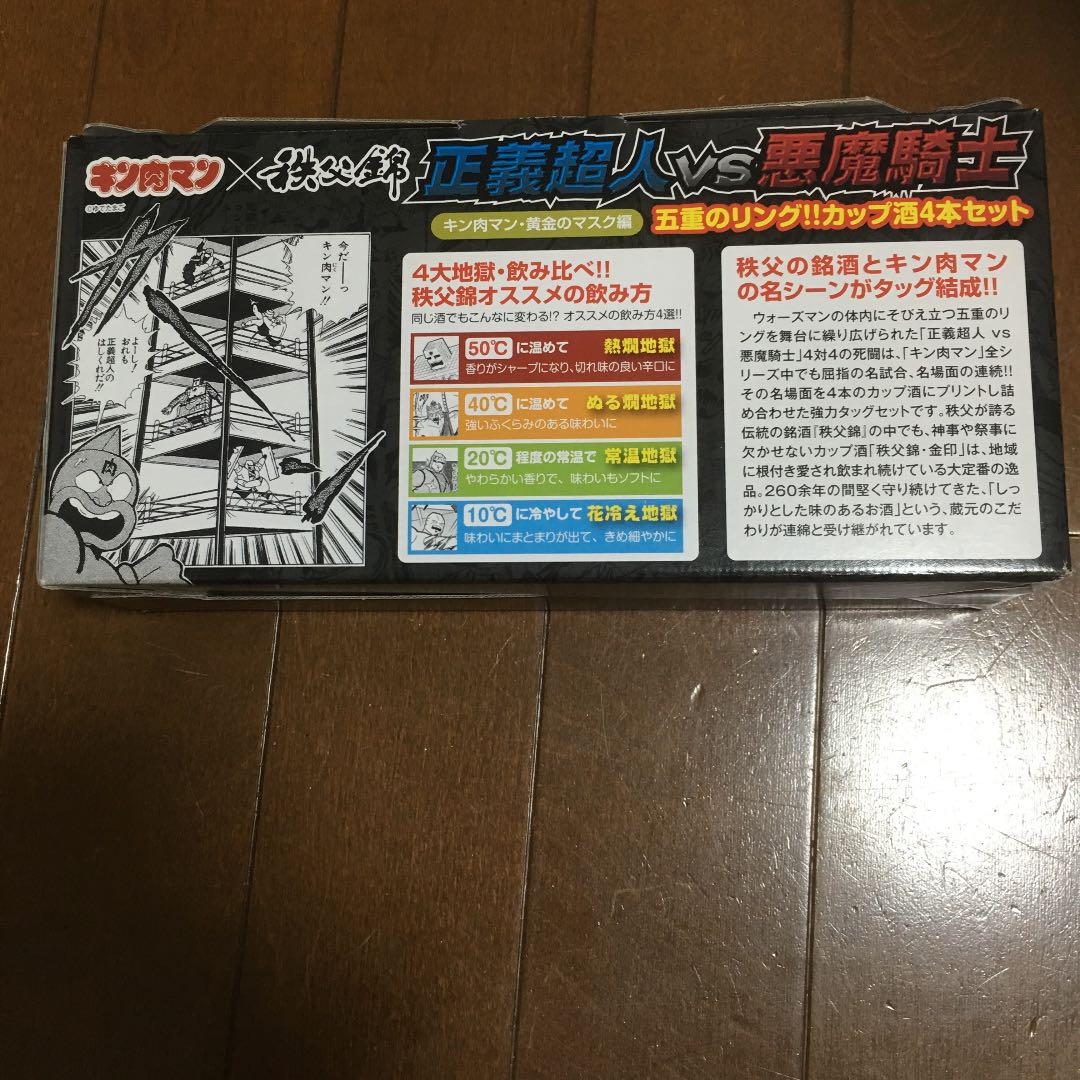 キン肉マン×秩父錦 正義超人vs悪魔騎士
©ゆでたまご
キン肉マン・黄金のマスク編 五重のリング!!カップ酒4本セット
今だ――っ
キン肉マン!!
よーし!
おれも
正義超人の
はしくれだ!!
肉
4大地獄・飲み比べ!!
秩父錦オススメの飲み方
同じ酒でもこんなに変わる!? オススメの飲み方4選!!
50℃に温めて 熱燗地獄
香りがシャープになり、切れ味の良い辛口に
40℃に温めて ぬる燗地獄
強いふくらみのある味わいに
20℃程度の常温で 常温地獄
やわらかい香りで、味わいもソフトに
10℃に冷やして 花冷え地獄
味わいにまとまりが出て、きめ細やかに
秩父の銘酒とキン肉マン
の名シーンがタッグ結成!!
ウォーズマンの体内にそびえ立つ五重のリ
ングを舞台に繰り広げられた「正義超人 vs
悪魔騎士」4対4の死闘は、「キン肉マン」全シ
リーズ中でも屈指の名試合、名場面の連続!!
その名場面を4本のカップ酒にプリントし詰
め合わせた強力タッグセットです。秩父が誇る
伝統の銘酒『秩父錦』の中でも、神事や祭事に
欠かせないカップ酒「秩父錦・金印」は、地域
に根付き愛され飲まれ続けている大定番の逸
品。260余年の間堅く守り続けてきた、「しっ
かりとした味のあるお酒」という、蔵元のこだ
わりが連綿と受け継がれています。